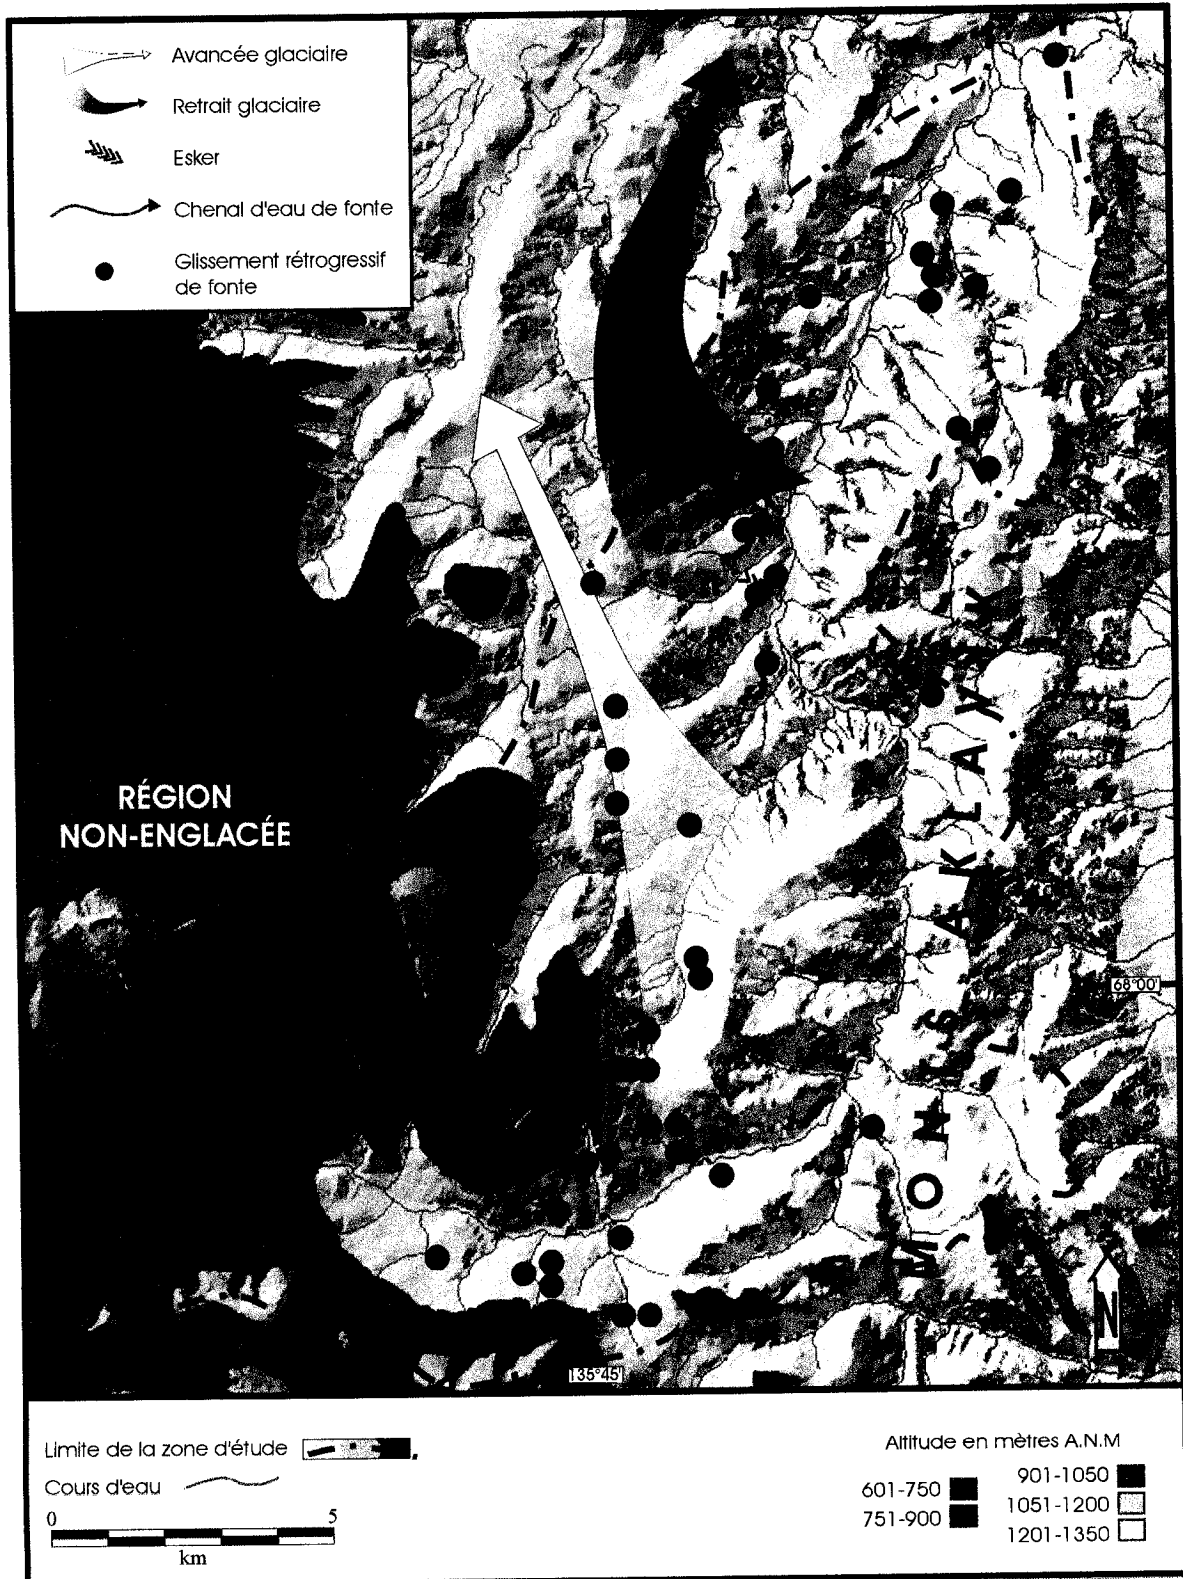 Avancée glaciaire
Retrait glaciaire
Esker
Chenal d'eau de fonte
Glissement rétrogressif
de fonte
RÉGION
NON-ENGLACÉE
MONTS AKLAVIK
68°00'
N
135°45'
Limite de la zone d'étude
Cours d'eau
0 5
km
Altitude en mètres A.N.M
601-750
751-900
901-1050
1051-1200
1201-1350